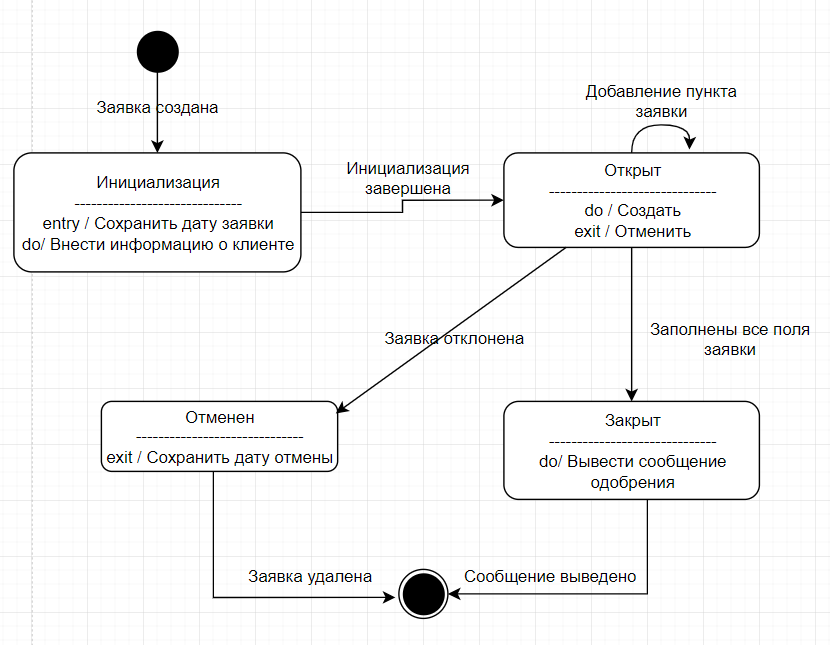 Заявка создана
Инициализация
------------------------------
entry / Сохранить дату заявки
do/ Внести информацию о клиенте
Инициализация
завершена
Добавление пункта
заявки
Открыт
------------------------------
do / Создать
exit / Отменить
Заявка отклонена
Заполнены все поля
заявки
Отменен
------------------------------
exit / Сохранить дату отмены
Закрыт
------------------------------
do/ Вывести сообщение
одобрения
Заявка удалена
Сообщение выведено